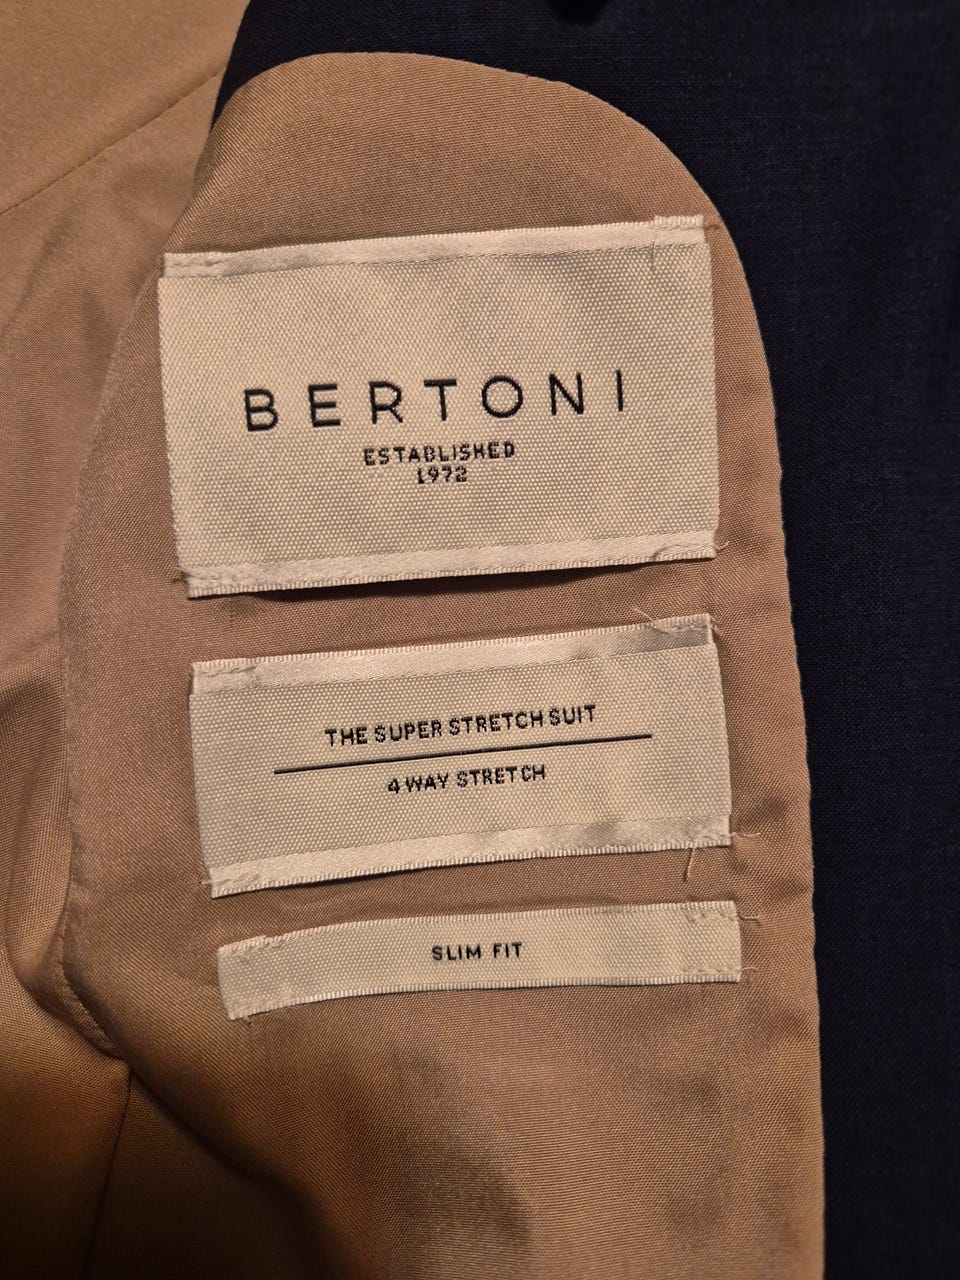 BERTONI
ESTABLISHED
1972
THE SUPER STRETCH SUIT
4 WAY STRETCH
SLIM FIT